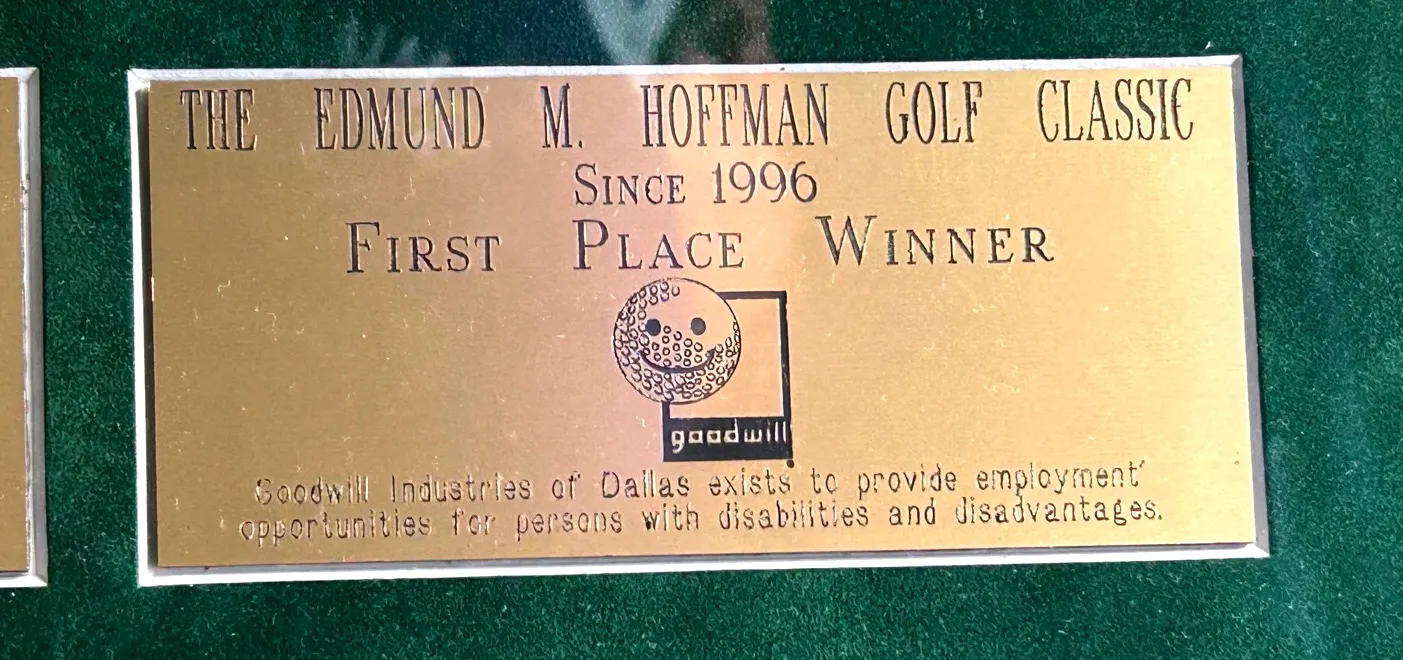 THE EDMUND M. HOFFMAN GOLF CLASSIC
SINCE 1996
FIRST PLACE WINNER
goodwill
Goodwill Industries of Dallas exists to provide employment
opportunities for persons with disabilities and disadvantages.